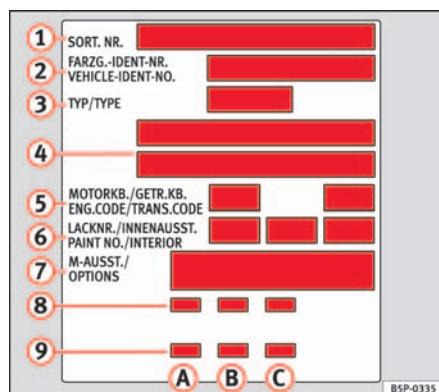 1 SORT. NR.
2 FARZG.-IDENT-NR.
VEHICLE-IDENT-NO.
3 TYP/TYPE
4
5 MOTORKB./GETR.KB.
ENG.CODE/TRANS.CODE
6 LACKNR./INNENAUSST.
PAINT NO./INTERIOR
7 M-AUSST./
OPTIONS
8
9
A B C
B5P-0335